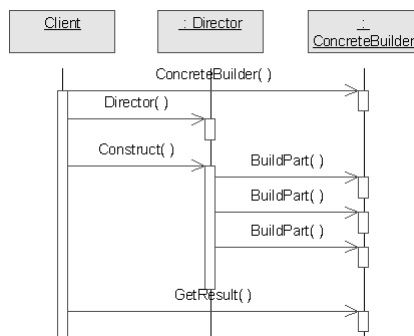 Client
: Director
:
ConcreteBuilder
ConcreteBuilder( )
Director( )
Construct( )
BuildPart( )
BuildPart( )
BuildPart( )
GetResult( )